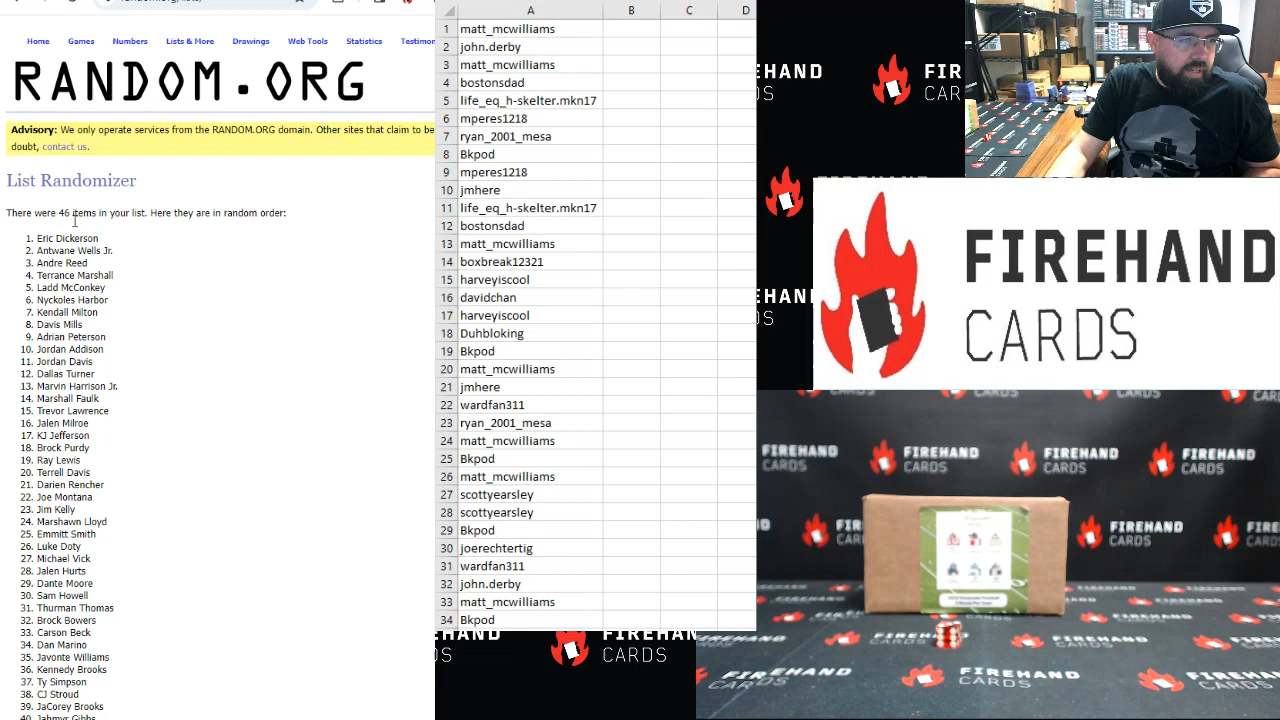 Home Games Numbers Lists & More Drawings Web Tools Statistics Testimon
RANDOM.ORG
Advisory: We only operate services from the RANDOM.ORG domain. Other sites that claim to be
doubt, contact us.
List Randomizer
There were 46 items in your list. Here they are in random order:
1. Eric Dickerson
2. Antwane Wells Jr.
3. Andre Reed
4. Terrance Marshall
5. Ladd McConkey
6. Nyckoles Harbor
7. Kendall Milton
8. Davis Mills
9. Adrian Peterson
10. Jordan Addison
11. Jordan Davis
12. Dallas Turner
13. Marvin Harrison Jr.
14. Marshall Faulk
15. Trevor Lawrence
16. Jalen Milroe
17. KJ Jefferson
18. Brock Purdy
19. Ray Lewis
20. Terrell Davis
21. Darien Rencher
22. Joe Montana
23. Jim Kelly
24. Marshawn Lloyd
25. Emmitt Smith
26. Luke Doty
27. Michael Vick
28. Jalen Hurts
29. Dante Moore
30. Sam Howell
31. Thurman Thomas
32. Brock Bowers
33. Carson Beck
34. Dan Marino
35. Javonte Williams
36. Kennedy Brooks
37. Ty Simpson
38. CJ Stroud
39. JaCorey Brooks
40. Jahmyr Gibbs
A B C D
1 matt_mcwilliams
2 john.derby
3 matt_mcwilliams
4 bostonsdad
5 life_eq_h-skelter.mkn17
6 mperes1218
7 ryan_2001_mesa
8 Bkpod
9 mperes1218
10 jmhere
11 life_eq_h-skelter.mkn17
12 bostonsdad
13 matt_mcwilliams
14 boxbreak12321
15 harveyiscool
16 davidchan
17 harveyiscool
18 Duhbloking
19 Bkpod
20 matt_mcwilliams
21 jmhere
22 wardfan311
23 ryan_2001_mesa
24 matt_mcwilliams
25 Bkpod
26 matt_mcwilliams
27 scottyearsley
28 scottyearsley
29 Bkpod
30 joerechtertig
31 wardfan311
32 john.derby
33 matt_mcwilliams
34 Bkpod
EHAND
DS
FIR
CAR
FIREHAND
CARDS
FIREHAND
CARDS
FIREHAND
CARDS
FIREHAND
CARDS